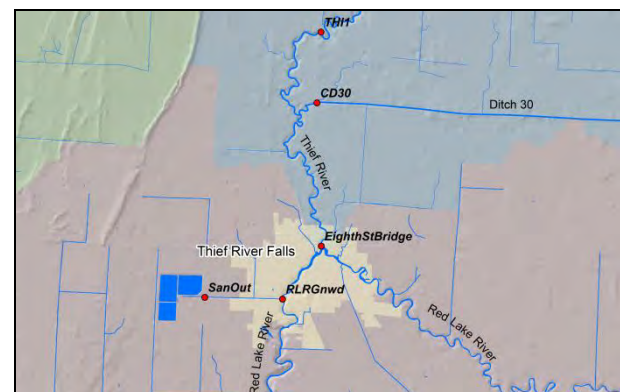 THI1
CD30
Ditch 30
Thief River
EighthStBridge
Thief River Falls
SanOut
RLRGnwd
Red Lake River
Red Lake River